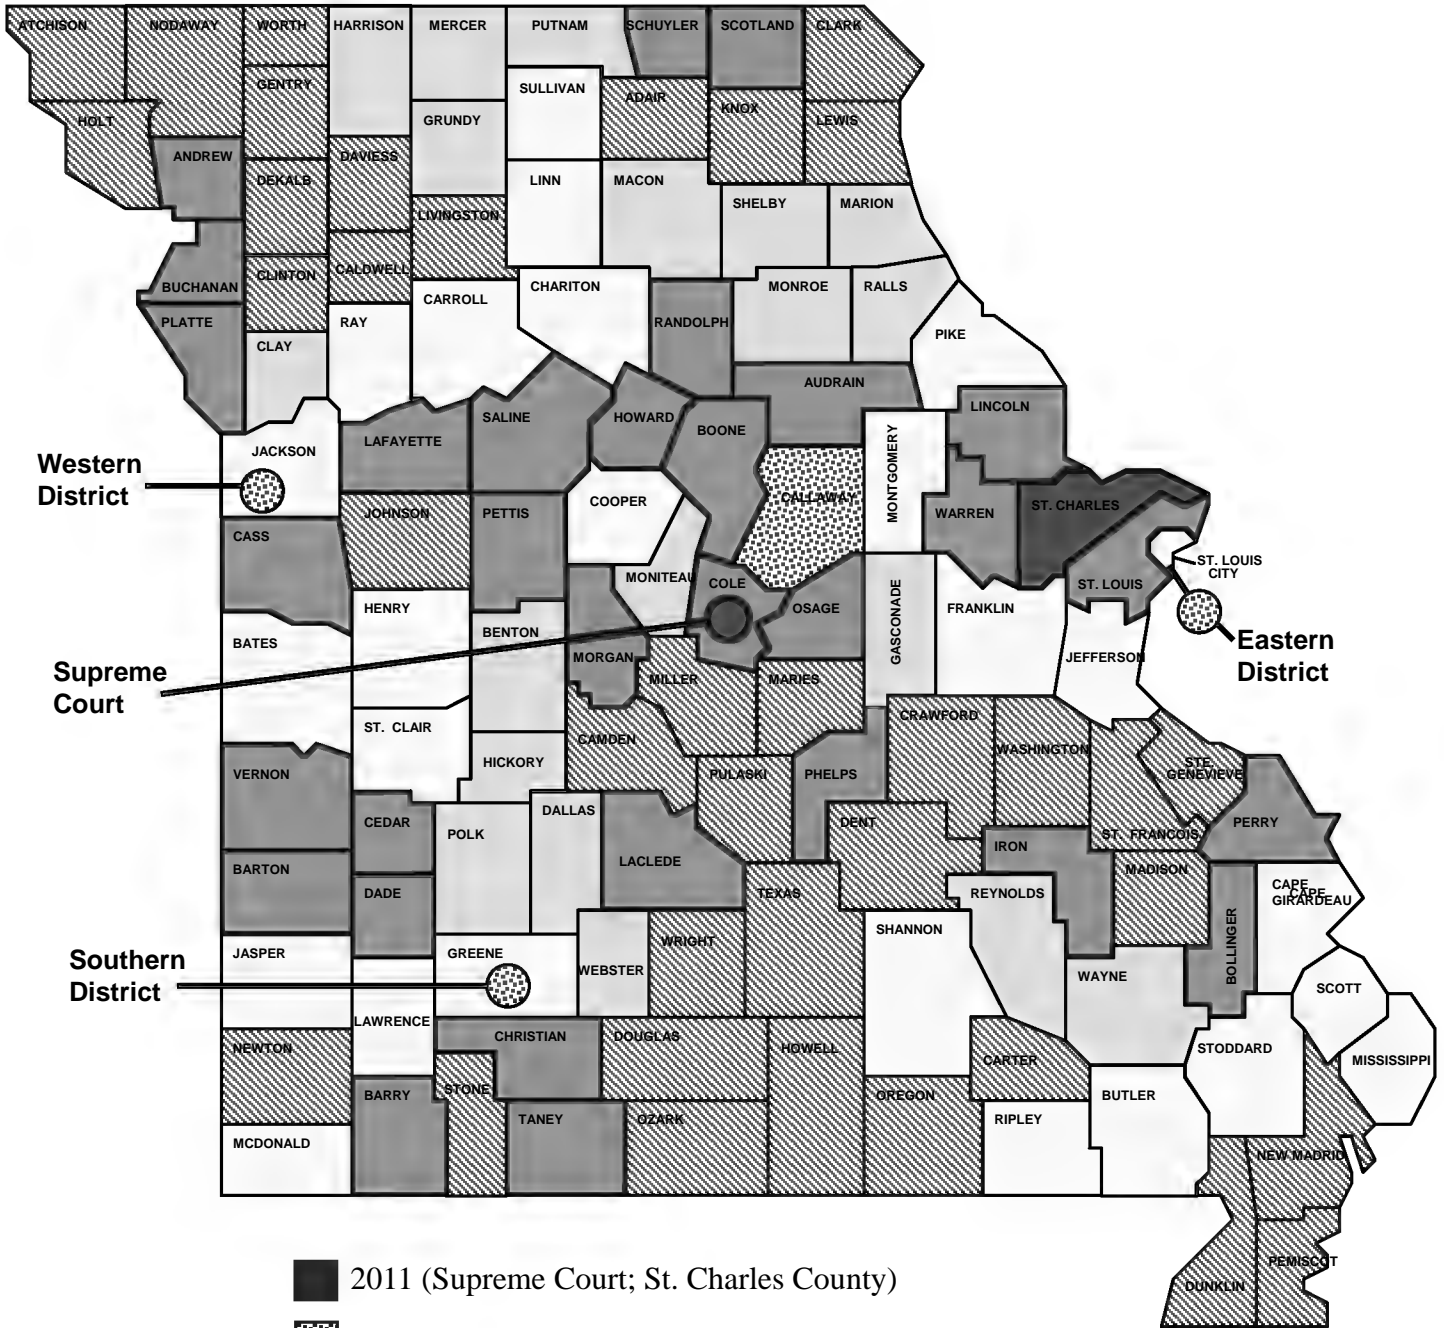 ATCHISON
NODAWAY
WORTH
HARRISON
MERCER
PUTNAM
SCHUYLER
SCOTLAND
CLARK
GENTRY
SULLIVAN
ADAIR
KNOX
LEWIS
HOLT
GRUNDY
ANDREW
DAVIESS
DEKALB
LINN
MACON
SHELBY
MARION
LIVINGSTON
BUCHANAN
CLINTON
CALDWELL
CARROLL
CHARITON
MONROE
RALLS
PLATTE
RAY
RANDOLPH
PIKE
CLAY
AUDRAIN
LINCOLN
SALINE
HOWARD
BOONE
LAFAYETTE
JACKSON
MONTGOMERY
Western
District
COOPER
CALLAWAY
JOHNSON
PETTIS
WARREN
ST. CHARLES
CASS
MONITEAU
COLE
ST. LOUIS
ST. LOUIS
CITY
OSAGE
HENRY
GASCONADE
FRANKLIN
BENTON
BATES
MORGAN
JEFFERSON
Eastern
District
Supreme
Court
MILLER
MARIES
CRAWFORD
ST. CLAIR
CAMDEN
WASHINGTON
HICKORY
STE.
GENEVIEVE
VERNON
PULASKI
PHELPS
DALLAS
CEDAR
POLK
DENT
ST. FRANCOIS
PERRY
IRON
LACLEDE
BARTON
MADISON
DADE
TEXAS
REYNOLDS
CAPE
CAPE
GIRARDEAU
SHANNON
BOLLINGER
JASPER
GREENE
WRIGHT
WEBSTER
WAYNE
SCOTT
Southern
District
LAWRENCE
CHRISTIAN
DOUGLAS
HOWELL
NEWTON
CARTER
STODDARD
MISSISSIPPI
STONE
BARRY
OREGON
BUTLER
TANEY
OZARK
RIPLEY
MCDONALD
NEW MADRID
PEMISCOT
DUNKLIN
2011 (Supreme Court; St. Charles County)